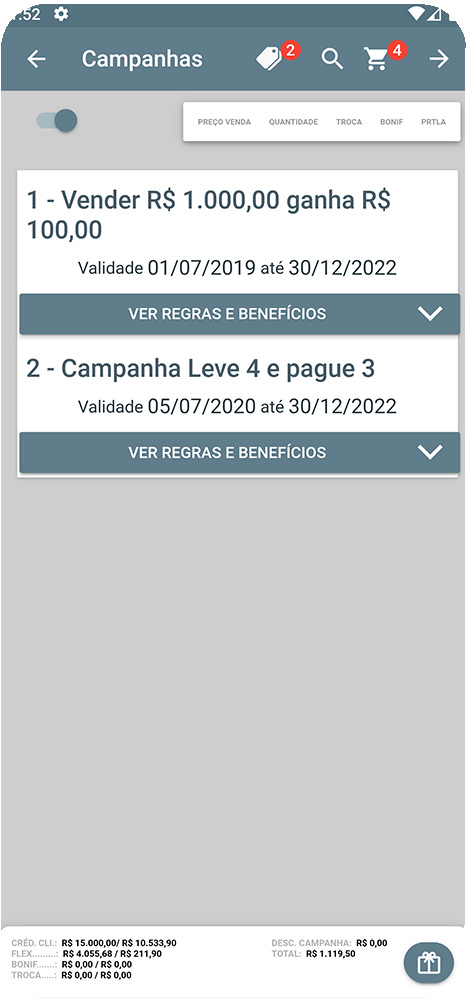 :52
Campanhas 2 4
PREÇO VENDA QUANTIDADE TROCA BONIF PRTLA
1 - Vender R$ 1.000,00 ganha R$
100,00
Validade 01/07/2019 até 30/12/2022
VER REGRAS E BENEFÍCIOS
2 - Campanha Leve 4 e pague 3
Validade 05/07/2020 até 30/12/2022
VER REGRAS E BENEFÍCIOS
CRÉD. CLI.: R$ 15.000,00/ R$ 10.533,90 DESC. CAMPANHA: R$ 0,00
FLEX.........: R$ 4.055,68 / R$ 211,90 TOTAL: R$ 1.119,50
BONIF......: R$ 0,00 / R$ 0,00
TROCA.....: R$ 0,00 / R$ 0,00